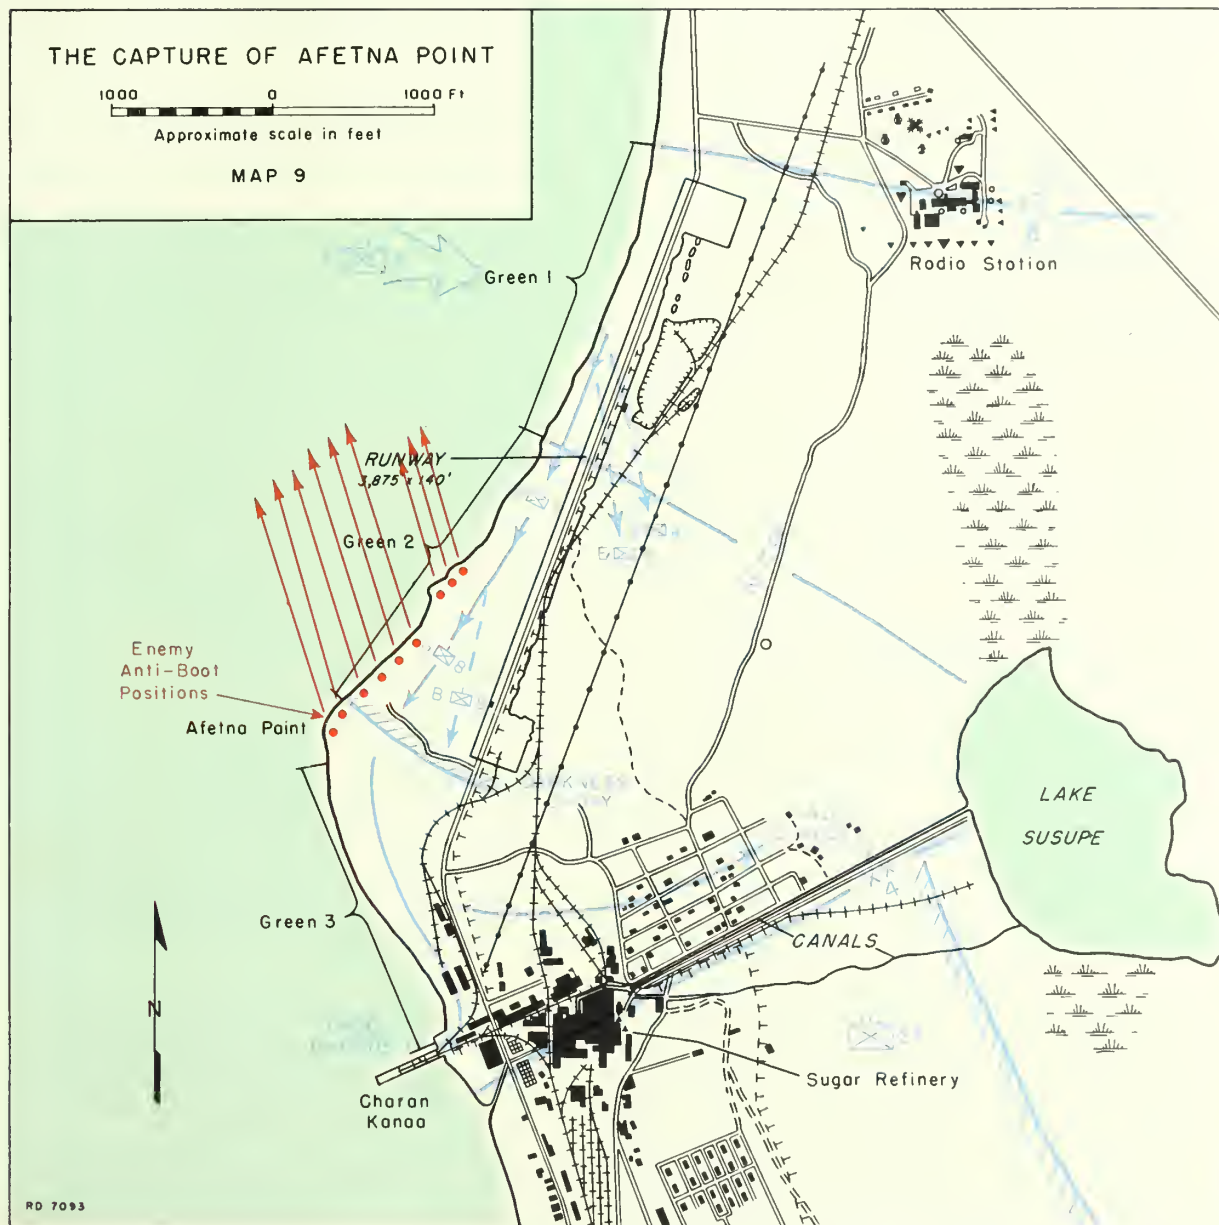 THE CAPTURE OF AFETNA POINT
1000 0 1000 Ft
Approximate scale in feet
MAP 9
Green 1
Radio Station
RUNWAY
3,875 x 140'
Green 2
Enemy
Anti-Boat
Positions
Afetna Point
LAKE
SUSUPE
Green 3
CANALS
N
Sugar Refinery
Charan
Kanoa
RD 7093